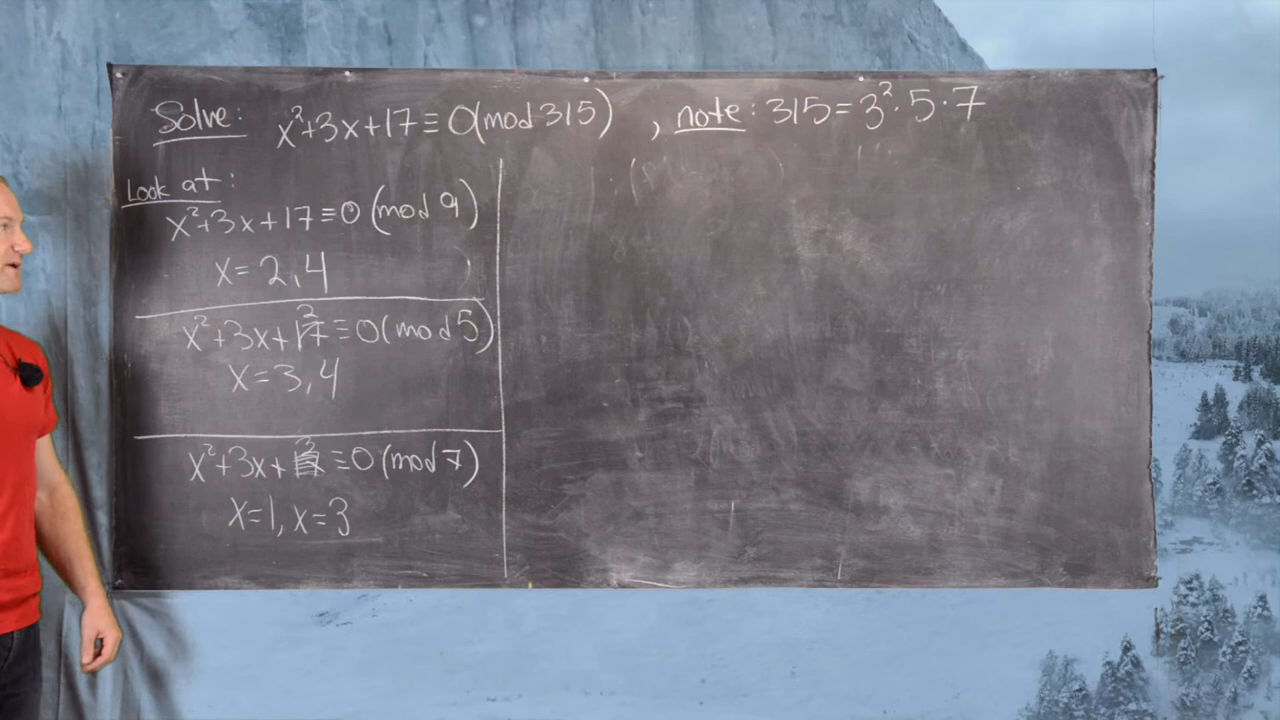 Solve: x²+3x+17≡0(mod 315), note: 315=3²·5·7
Look at:
x²+3x+17≡0(mod 9)
x=2,4
x²+3x+17≡0(mod 5)
2
x=3,4
x²+3x+ ≡0(mod 7)
x=1, x=3